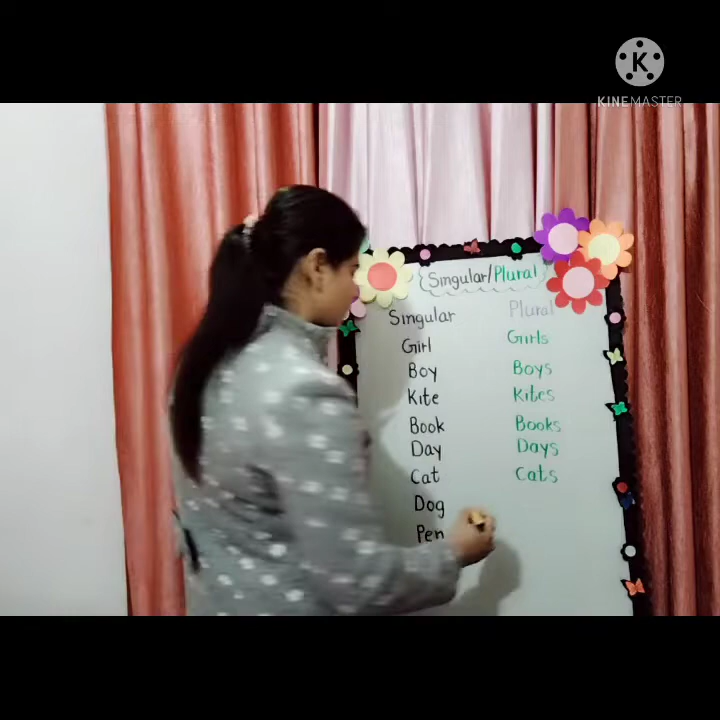 KINEMASTER
Singular/Plural
Singular Plural
Girl Girls
Boy Boys
Kite Kites
Book Books
Day Days
Cat Cats
Dog
Pen